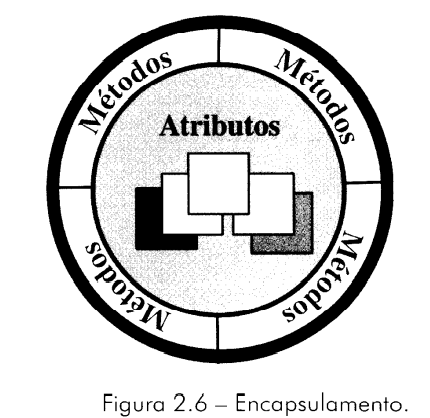 Métodos
Métodos
Atributos
Métodos
Métodos
Figura 2.6 – Encapsulamento.